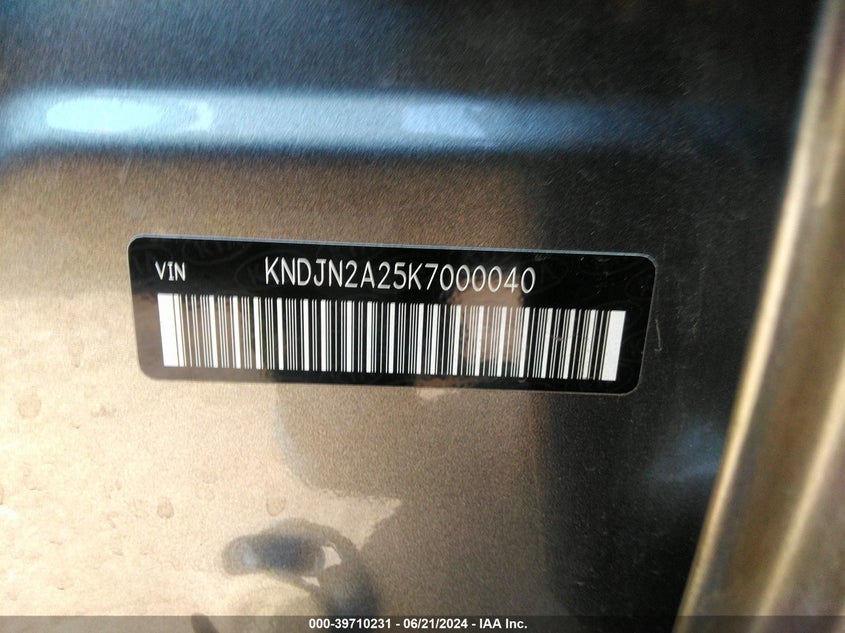 VIN KNDJN2A25K7000040
000-39710231 - 06/21/2024 - IAA Inc.